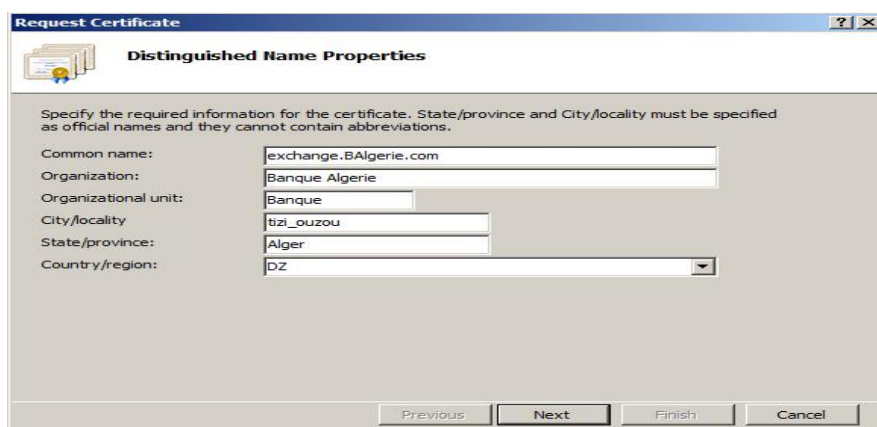 Request Certificate
Distinguished Name Properties
Specify the required information for the certificate. State/province and City/locality must be specified
as official names and they cannot contain abbreviations.
Common name: exchange.BAlgerie.com
Organization: Banque Algerie
Organizational unit: Banque
City/locality tizi_ouzou
State/province: Alger
Country/region: DZ
Previous Next Finish Cancel